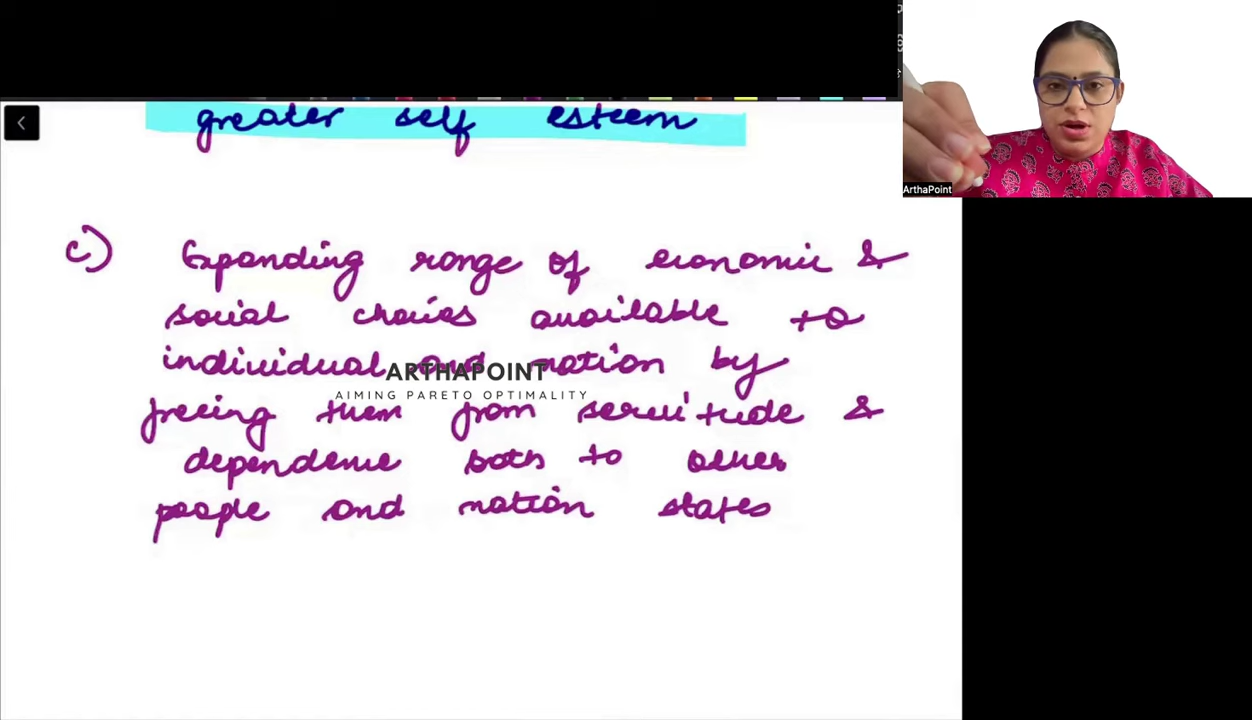 greater self esteem
c) Expanding range of economic &
social choices available to
individual and nation by
ARTHAPOINT
AIMING PARETO OPTIMALITY
freeing them from servitude &
dependence both to other
people and nation states
ArthaPoint